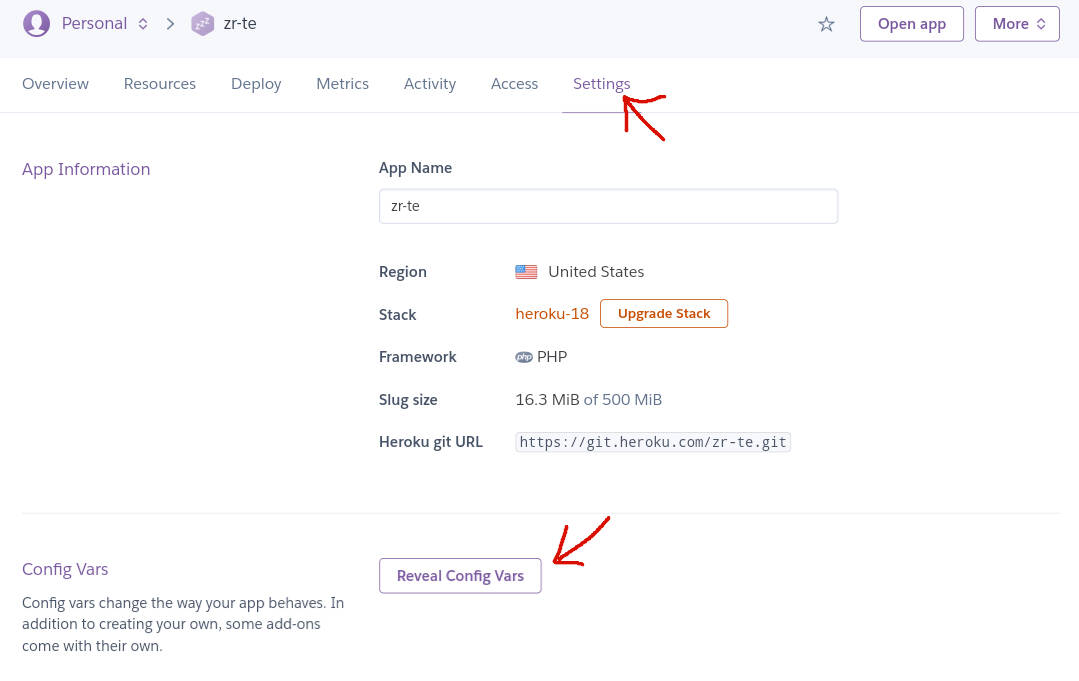 Personal > zr-te Open app More
Overview Resources Deploy Metrics Activity Access Settings
App Information
App Name
zr-te
Region United States
Stack heroku-18 Upgrade Stack
Framework php PHP
Slug size 16.3 MiB of 500 MiB
Heroku git URL https://git.heroku.com/zr-te.git
Config Vars
Reveal Config Vars
Config vars change the way your app behaves. In
addition to creating your own, some add-ons
come with their own.